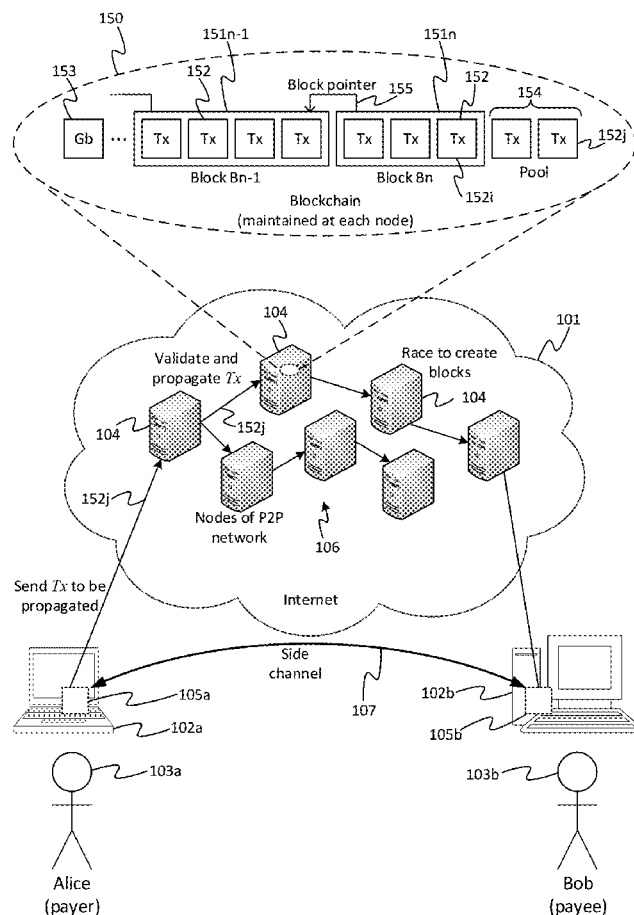 150
153
152
151n-1
Block pointer
155
151n
152
154
Gb
...
Tx
Tx
Tx
Tx
Tx
Tx
Tx
Tx
Tx
152j
Block Bn-1
Block Bn
152i
Pool
Blockchain
(maintained at each node)
104
101
Validate and
propagate Tx
Race to create
blocks
104
104
152j
152j
Nodes of P2P
network
106
Send Tx to be
propagated
Internet
Side
channel
107
105a
102a
102b
105b
103a
103b
Alice
(payer)
Bob
(payee)